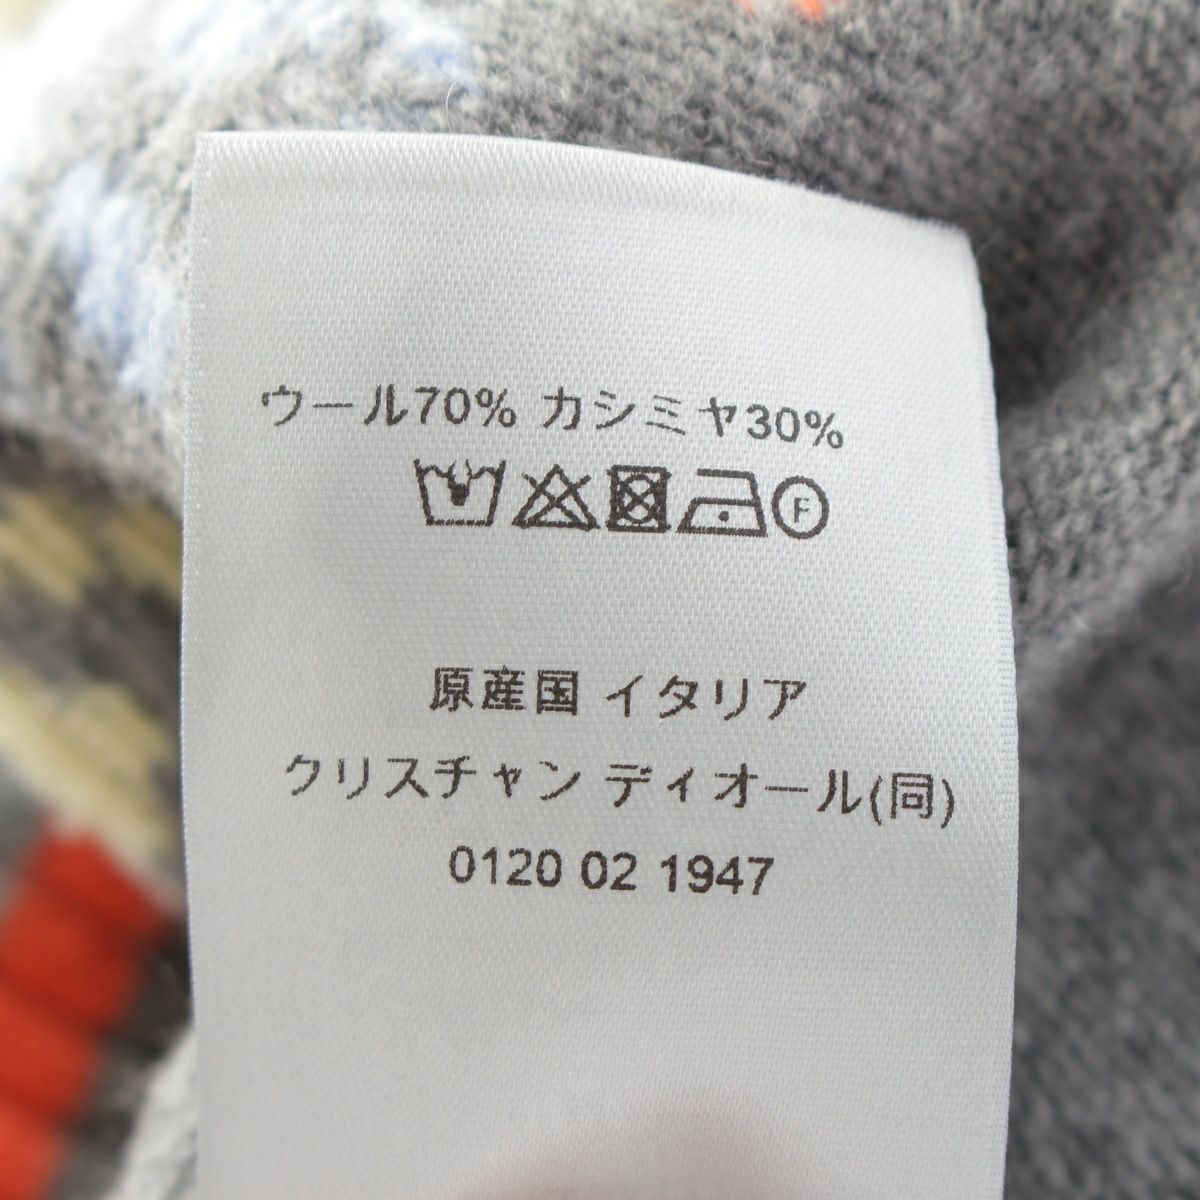 ウール70% カシミヤ30%
F
原産国 イタリア
クリスチャン ディオール(同)
0120 02 1947